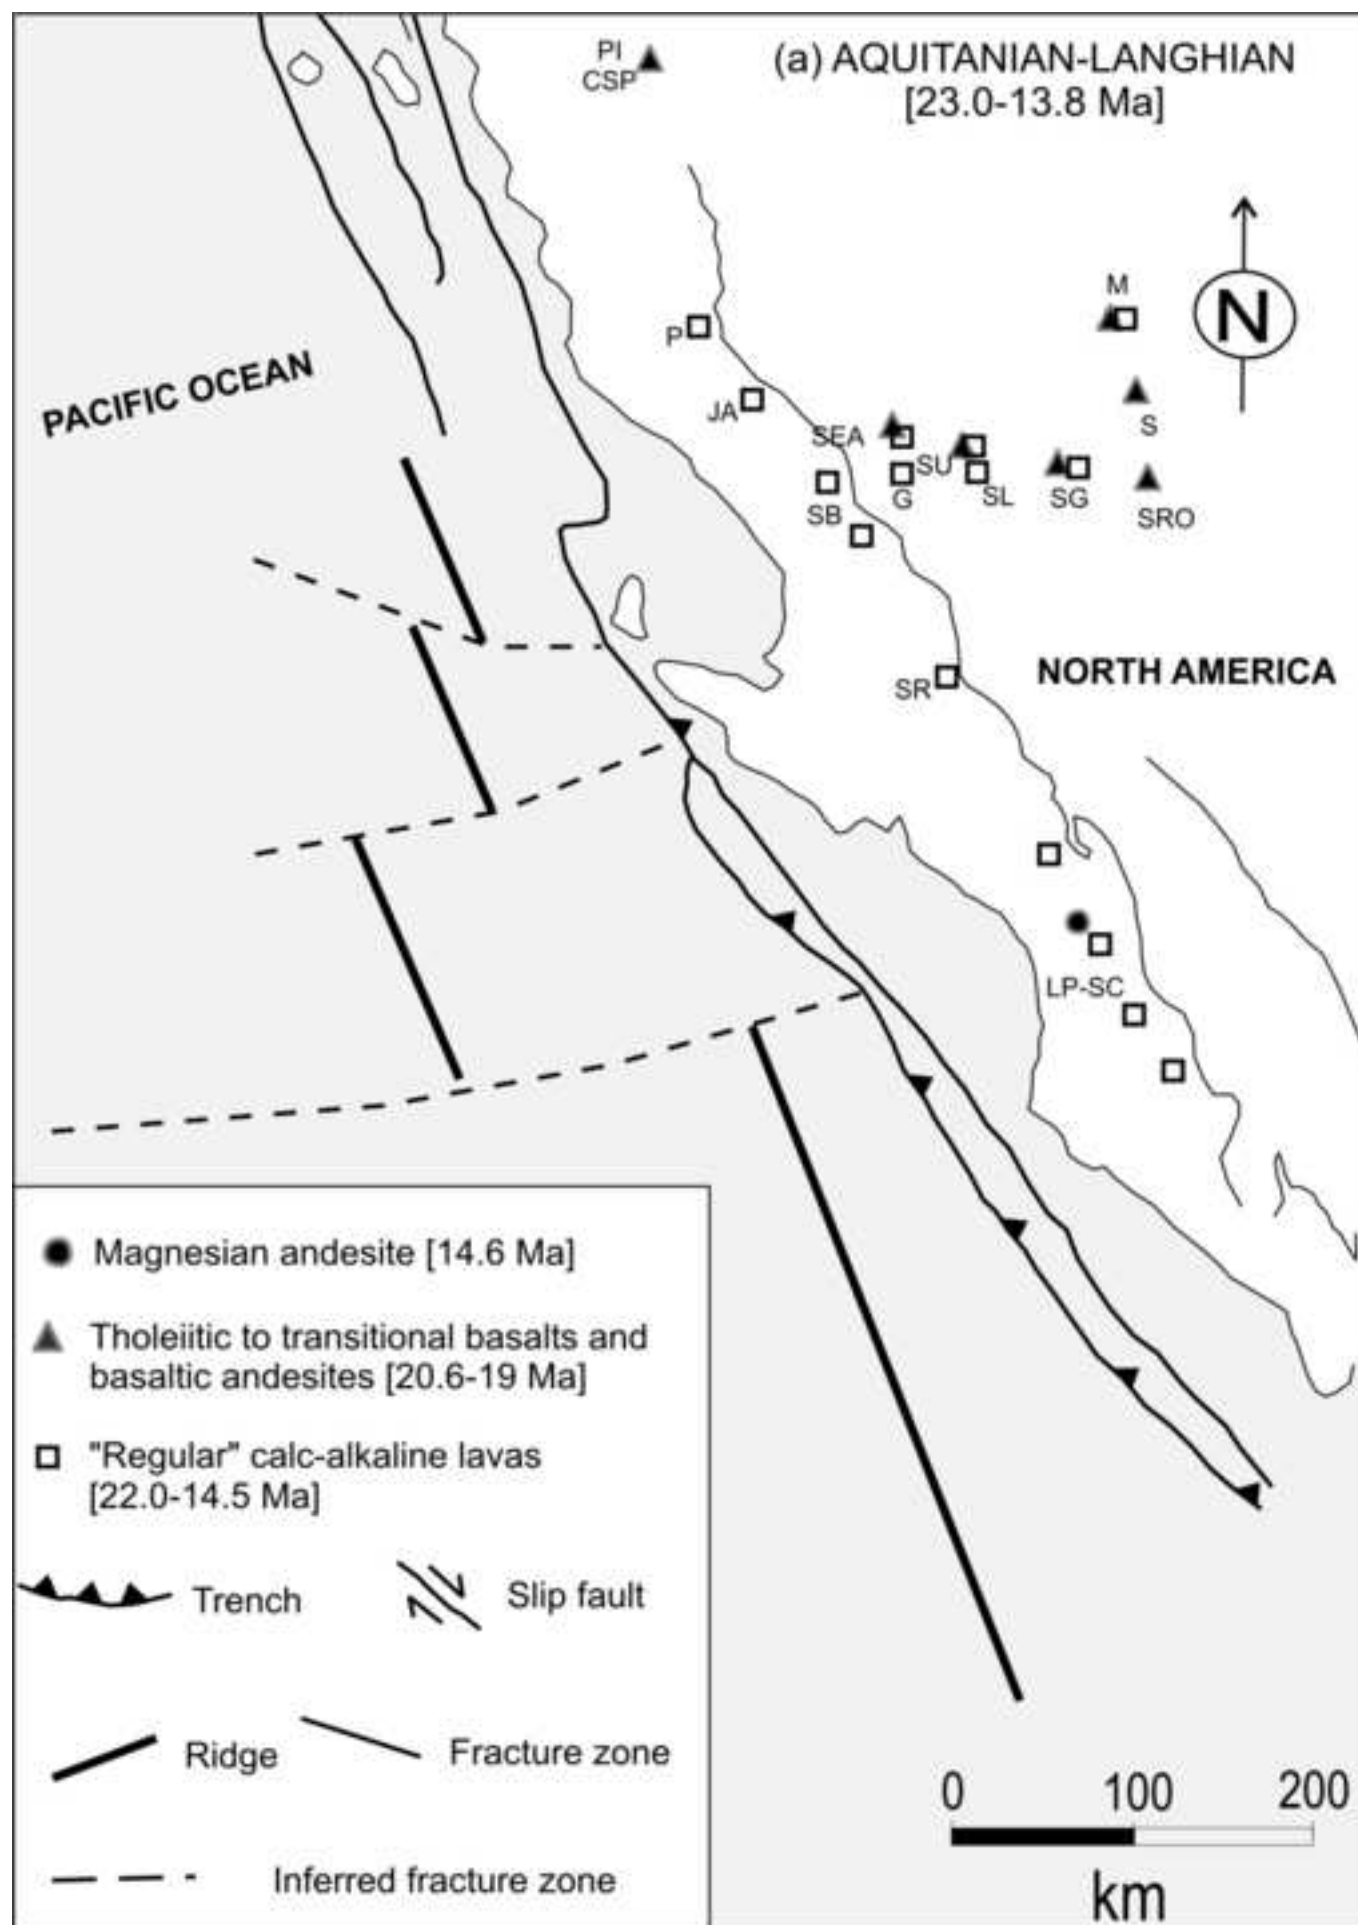 PI
CSP
(a) AQUITANIAN-LANGHIAN
[23.0-13.8 Ma]
M
N
P
PACIFIC OCEAN
JA
SEA
SU
S
SB
G
SL
SG
SRO
SR
NORTH AMERICA
LP-SC
Magnesian andesite [14.6 Ma]
Tholeiitic to transitional basalts and
basaltic andesites [20.6-19 Ma]
"Regular" calc-alkaline lavas
[22.0-14.5 Ma]
Trench
Slip fault
Ridge
Fracture zone
Inferred fracture zone
0 100 200
km